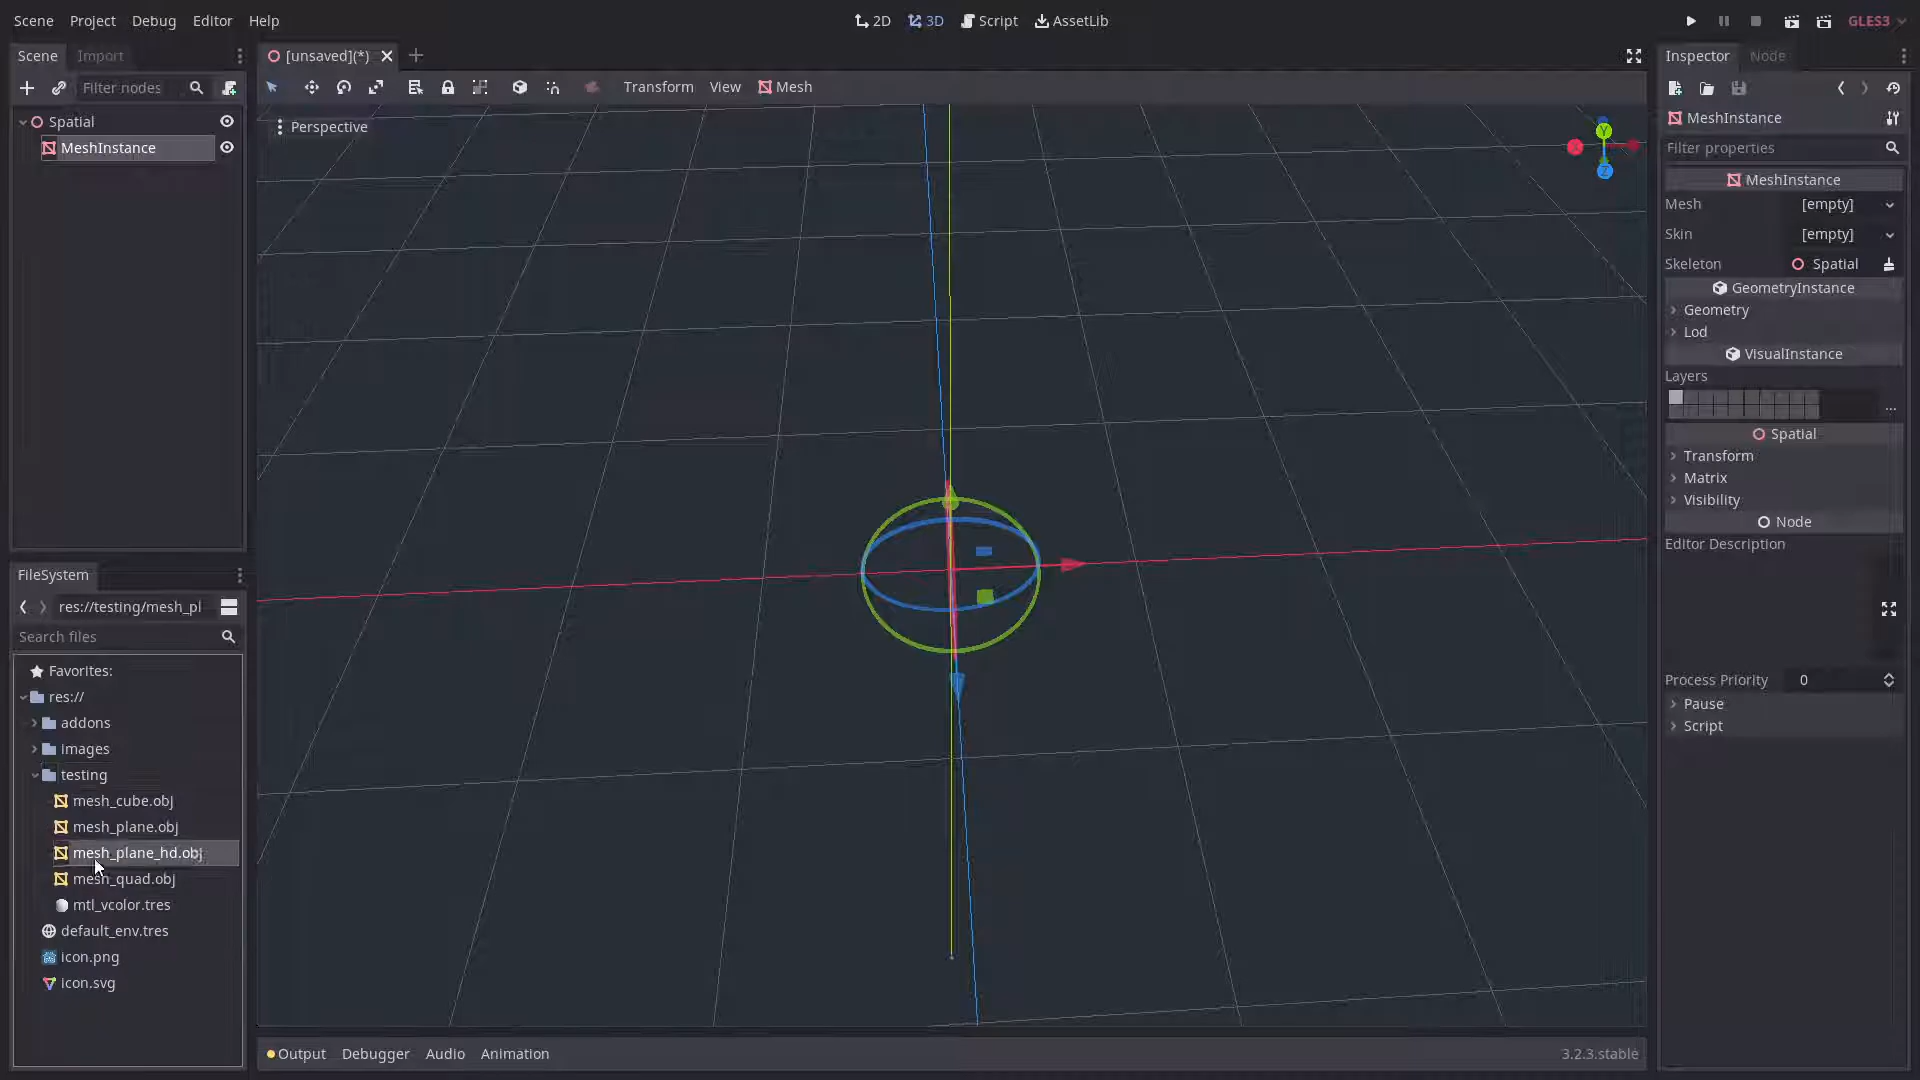 Scene Project Debug Editor Help
2D 3D Script AssetLib
GLES3
Scene Import
Filter nodes
Spatial
MeshInstance
FileSystem
res://testing/mesh_pl
Search files
Favorites:
res://
addons
images
testing
mesh_cube.obj
mesh_plane.obj
mesh_plane_hd.obj
mesh_quad.obj
mtl_vcolor.tres
default_env.tres
icon.png
icon.svg
[unsaved](*)
Transform View Mesh
Perspective
Y
Z
Output Debugger Audio Animation
3.2.3.stable
Inspector Node
MeshInstance
Filter properties
MeshInstance
Mesh [empty]
Skin [empty]
Skeleton Spatial
GeometryInstance
Geometry
Lod
VisualInstance
Layers
...
Spatial
Transform
Matrix
Visibility
Node
Editor Description
Process Priority 0
Pause
Script